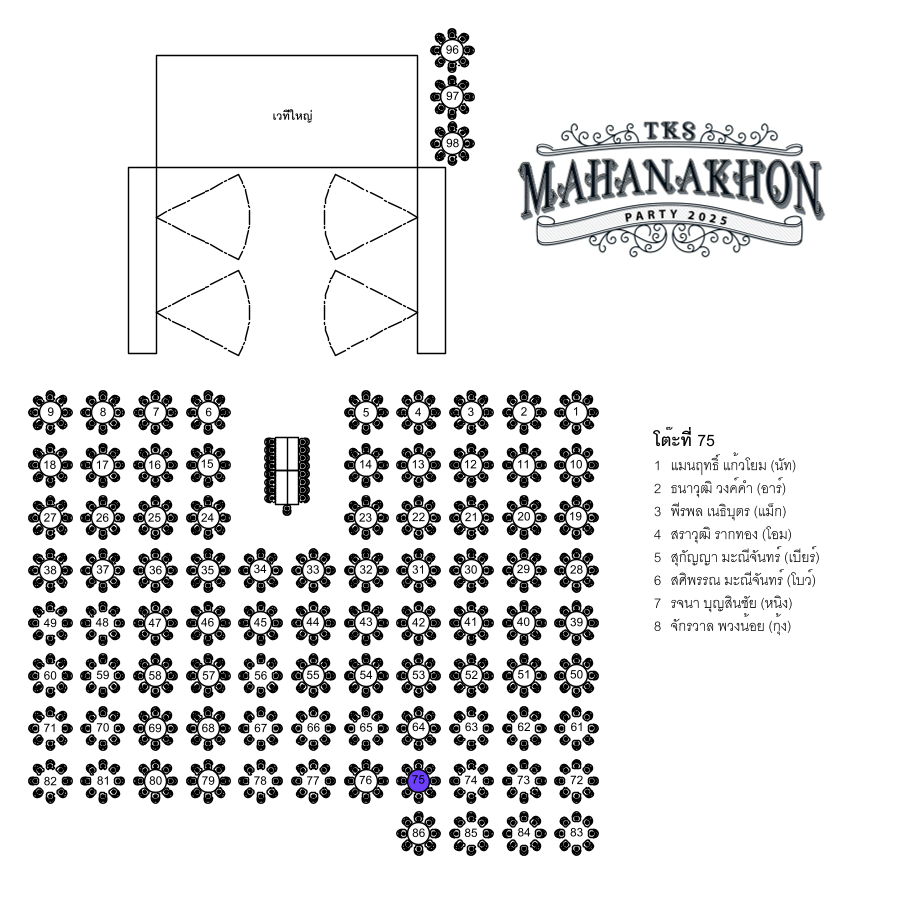 96
97
98
เวทีใหญ่
TKS
MAHANAKHON
PARTY 2025
9 8 7 6 5 4 3 2 1
18 17 16 15 14 13 12 11 10
27 26 25 24 23 22 21 20 19
38 37 36 35 34 33 32 31 30 29 28
49 48 47 46 45 44 43 42 41 40 39
60 59 58 57 56 55 54 53 52 51 50
71 70 69 68 67 66 65 64 63 62 61
82 81 80 79 78 77 76 75 74 73 72
86 85 84 83
โต๊ะที่ 75
1 แมนฤทธิ์ แก้วโยม (นัท)
2 ธนาวุฒิ วงค์คำ (อาร์)
3 พีรพล เนธิบุตร (แม็ก)
4 สราวุฒิ รากทอง (โอม)
5 สุกัญญา มะณีจันทร์ (เบียร์)
6 สศิพรรณ มะณีจันทร์ (โบว์)
7 รจนา บุญสินชัย (หนิง)
8 จักรวาล พวงน้อย (กุ้ง)